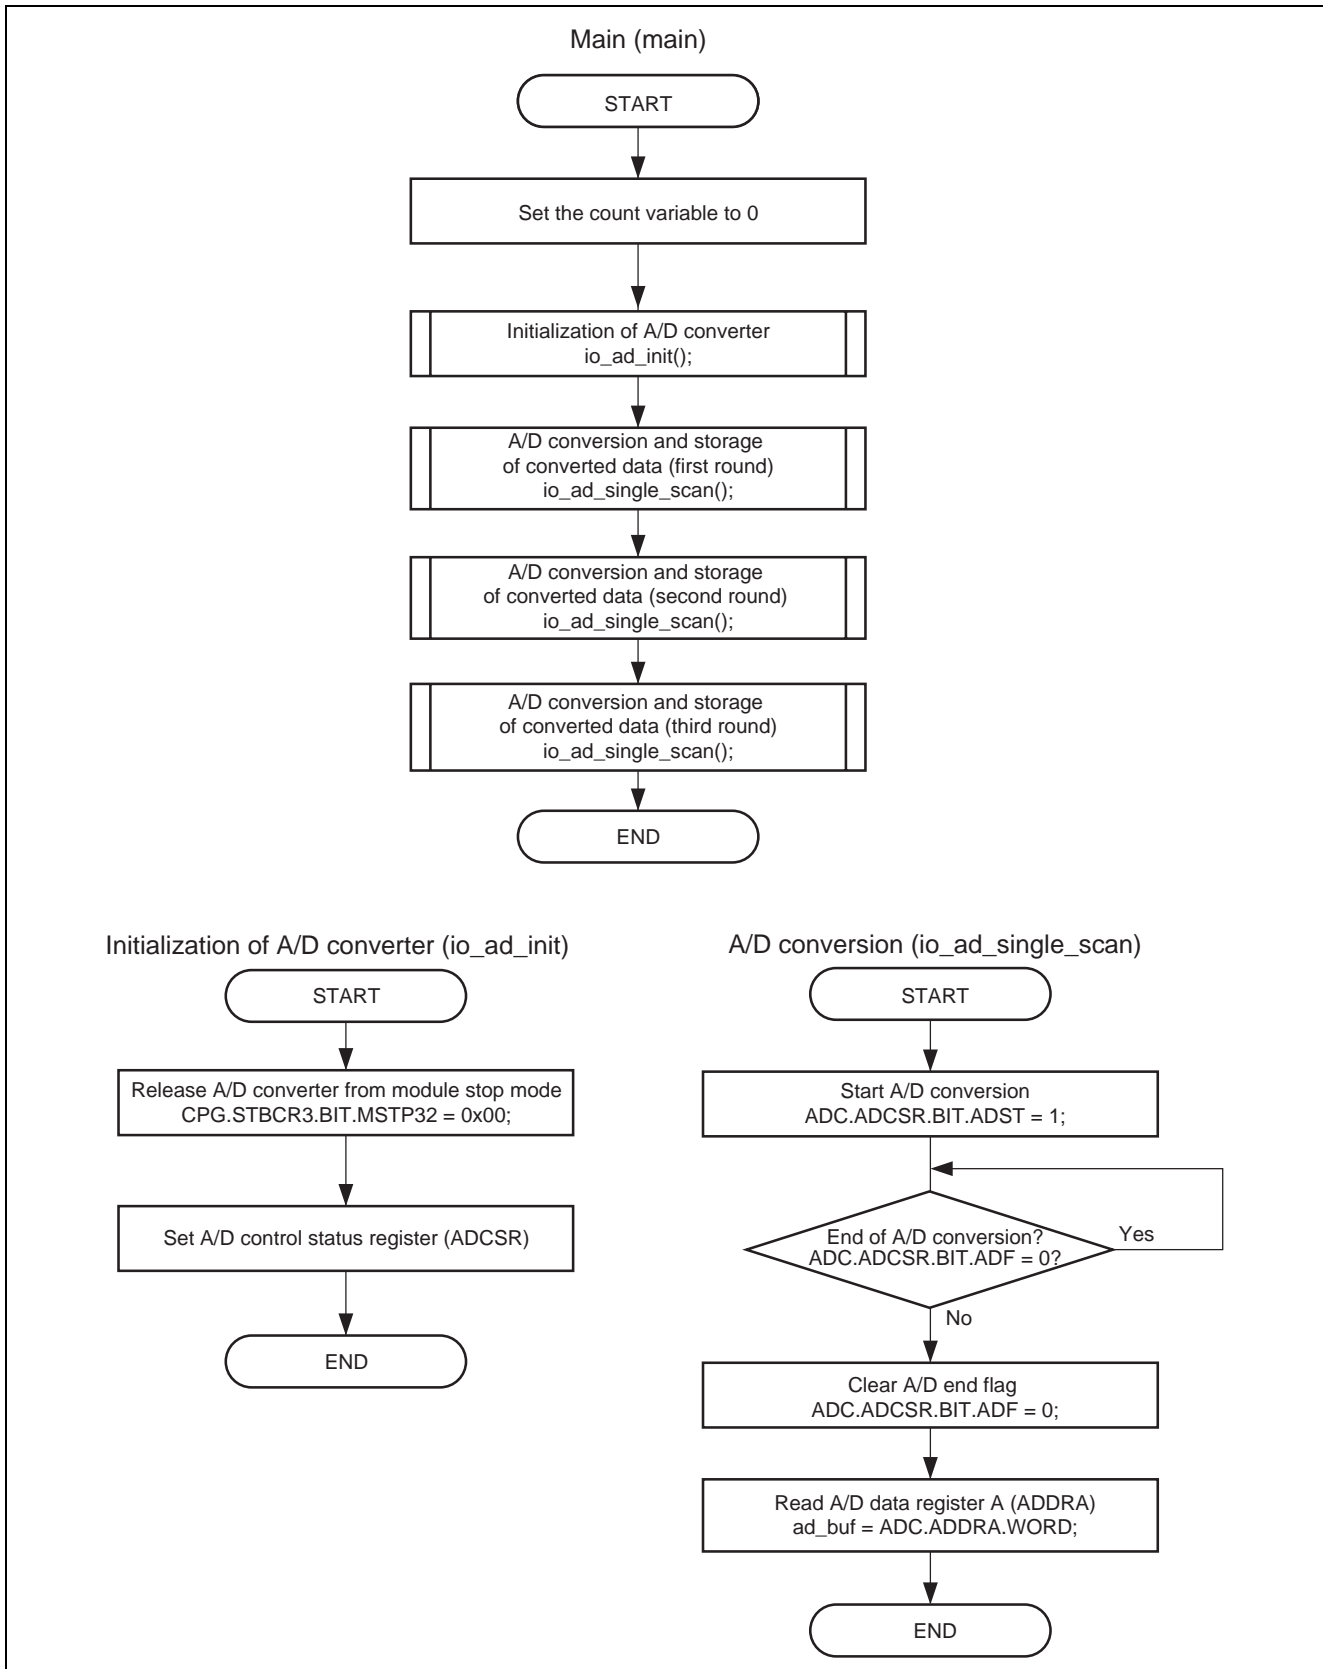 Main (main)
START
Set the count variable to 0
Initialization of A/D converter
io_ad_init();
A/D conversion and storage
of converted data (first round)
io_ad_single_scan();
A/D conversion and storage
of converted data (second round)
io_ad_single_scan();
A/D conversion and storage
of converted data (third round)
io_ad_single_scan();
END
Initialization of A/D converter (io_ad_init)
START
Release A/D converter from module stop mode
CPG.STBCR3.BIT.MSTP32 = 0x00;
Set A/D control status register (ADCSR)
END
A/D conversion (io_ad_single_scan)
START
Start A/D conversion
ADC.ADCSR.BIT.ADST = 1;
End of A/D conversion?
ADC.ADCSR.BIT.ADF = 0?
Yes
No
Clear A/D end flag
ADC.ADCSR.BIT.ADF = 0;
Read A/D data register A (ADDRA)
ad_buf = ADC.ADDRA.WORD;
END